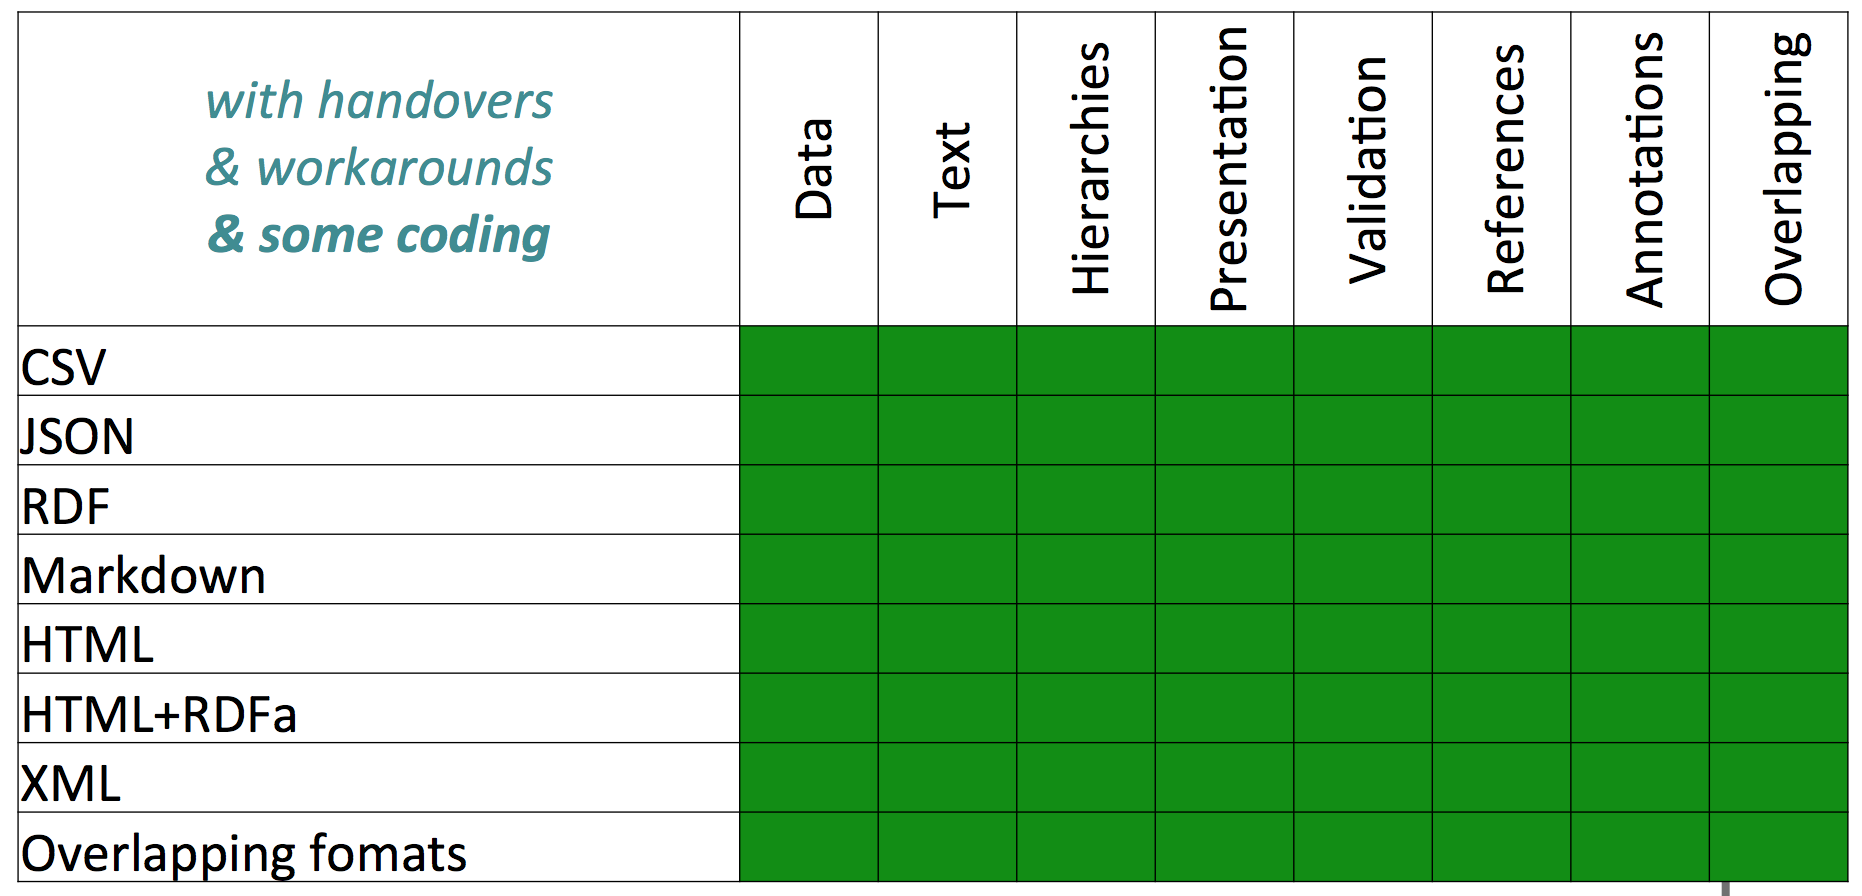 with handovers
& workarounds
& some coding
Data
Text
Hierarchies
Presentation
Validation
References
Annotations
Overlapping
CSV
JSON
RDF
Markdown
HTML
HTML+RDFa
XML
Overlapping fomats